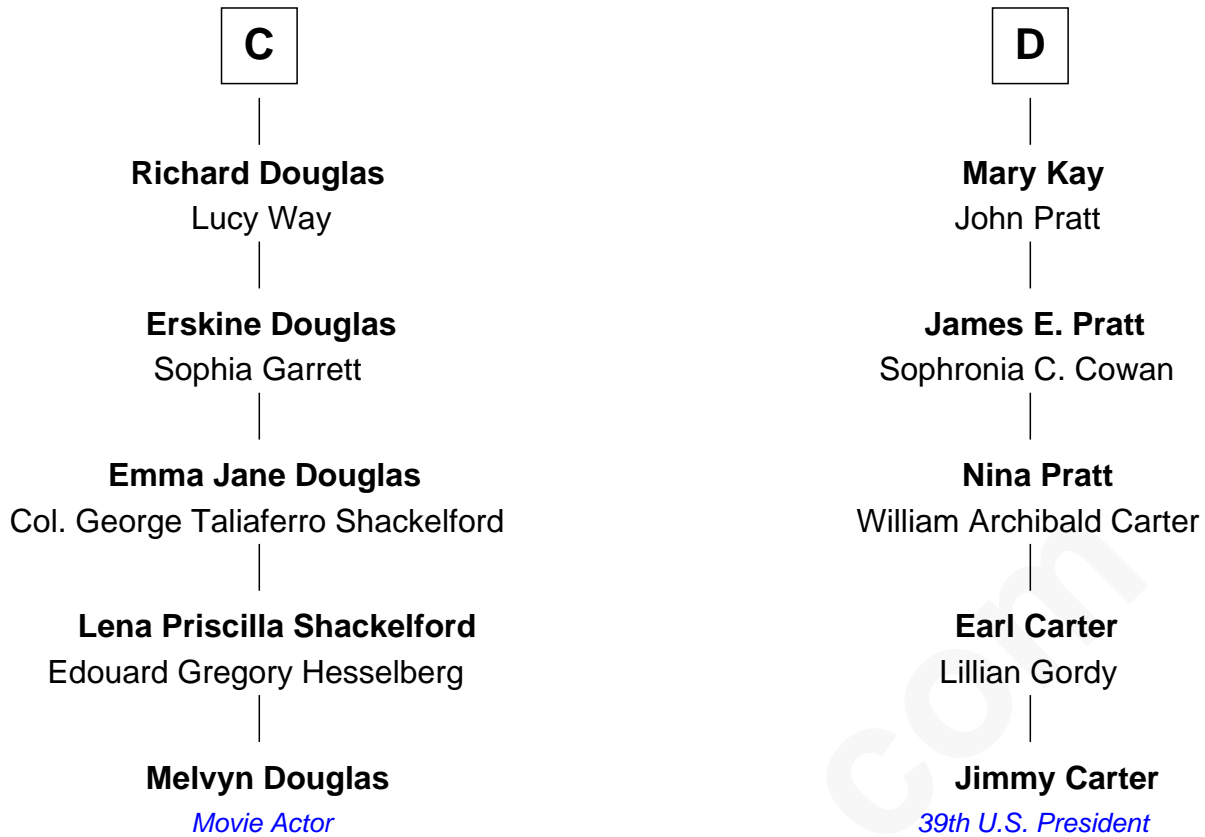 C
Richard Douglas
Lucy Way
Erskine Douglas
Sophia Garrett
Emma Jane Douglas
Col. George Taliaferro Shackelford
Lena Priscilla Shackelford
Edouard Gregory Hesselberg
Melvyn Douglas
Movie Actor
D
Mary Kay
John Pratt
James E. Pratt
Sophronia C. Cowan
Nina Pratt
William Archibald Carter
Earl Carter
Lillian Gordy
Jimmy Carter
39th U.S. President
com